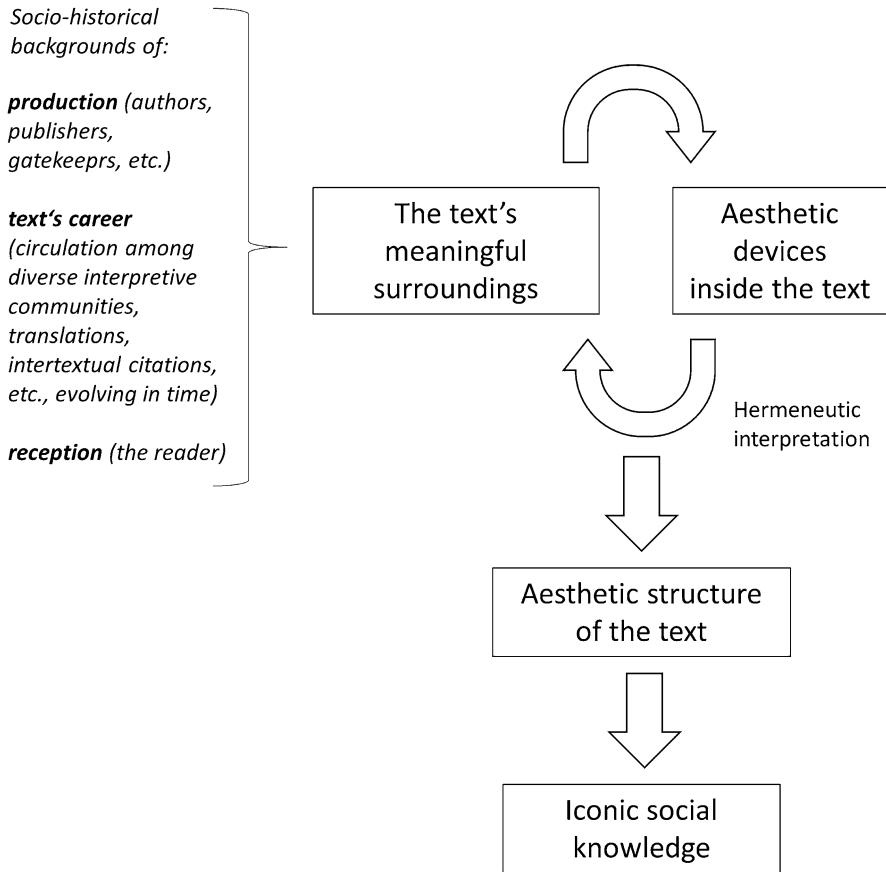 Socio-historical
backgrounds of:
production (authors,
publishers,
gatekeeprs, etc.)
text‘s career
(circulation among
diverse interpretive
communities,
translations,
intertextual citations,
etc., evolving in time)
reception (the reader)
The text’s
meaningful
surroundings
Aesthetic
devices
inside the text
Hermeneutic
interpretation
Aesthetic structure
of the text
Iconic social
knowledge